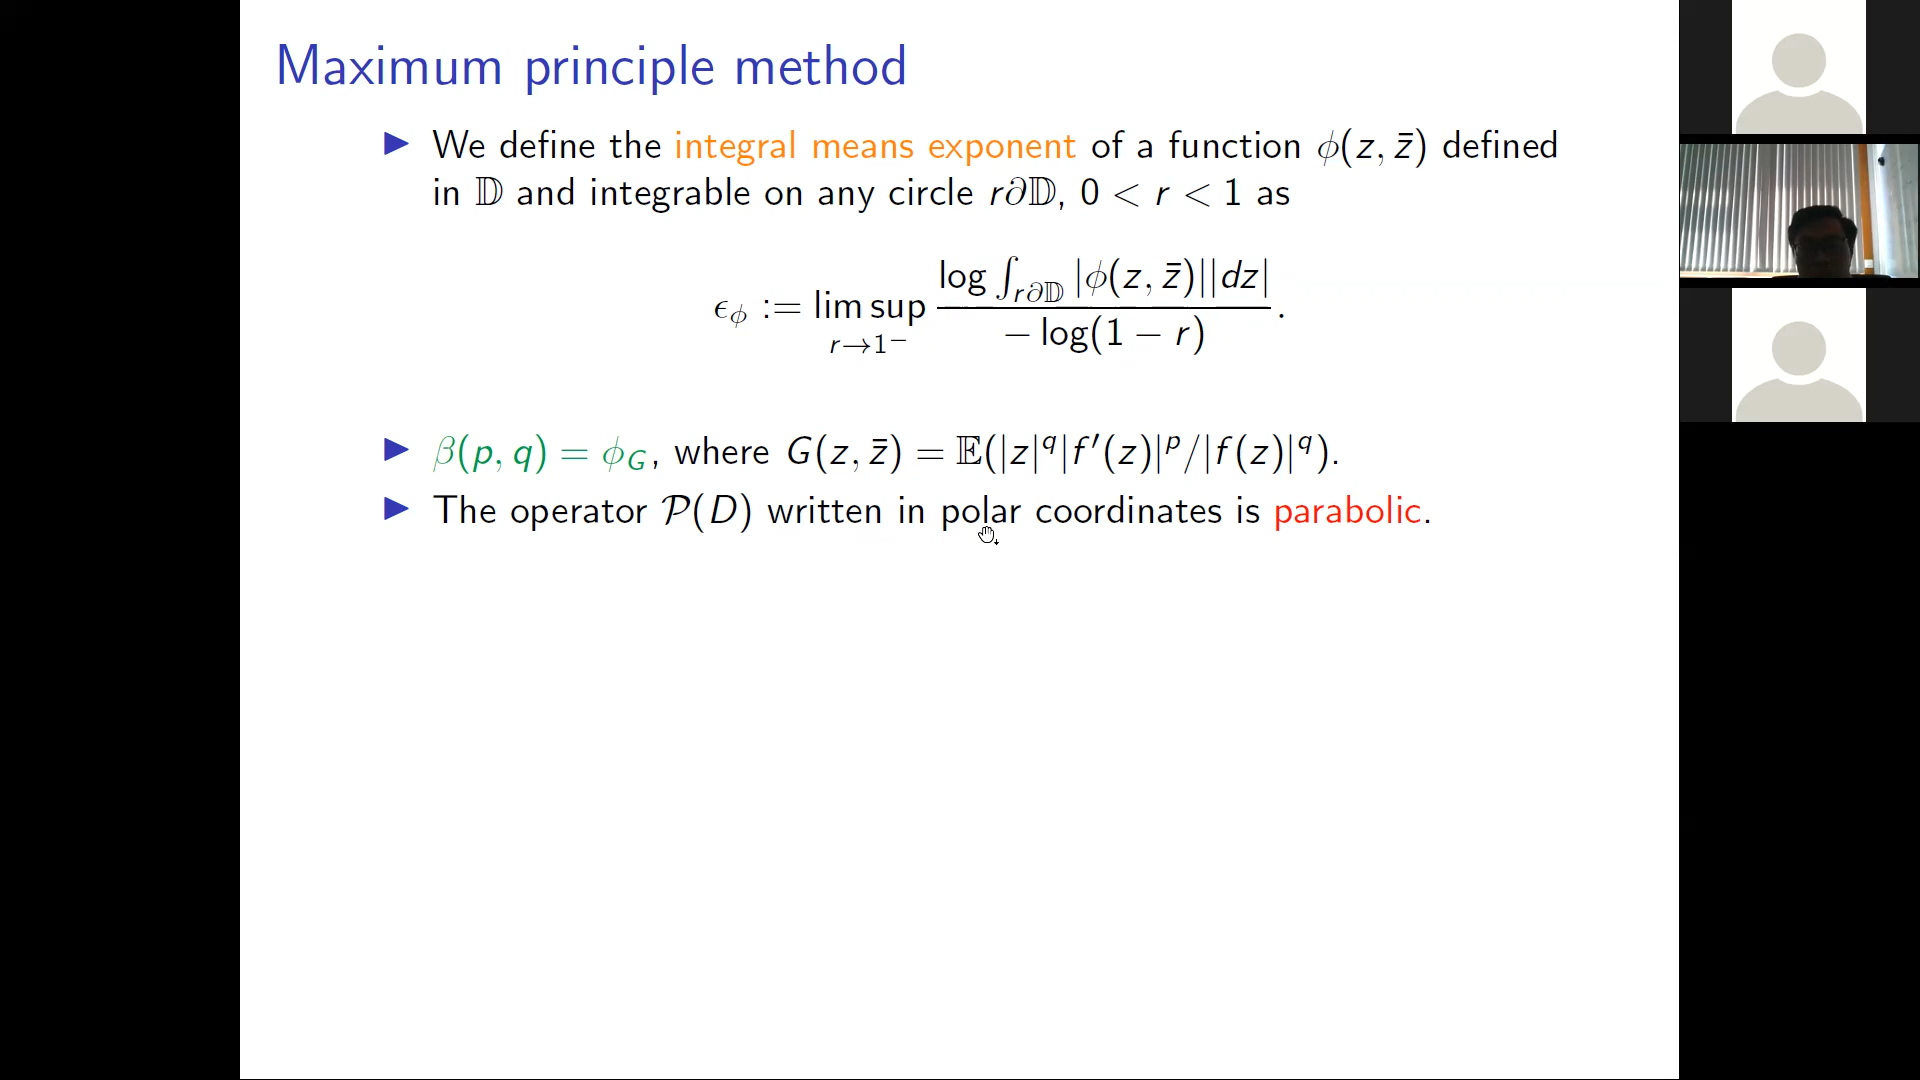 Maximum principle method
▶ We define the integral means exponent of a function ϕ(z, z̄) defined
in 𝔻 and integrable on any circle r∂𝔻, 0 < r < 1 as
ϵ_ϕ := lim sup_{r→1⁻} \frac{log ∫_{r∂𝔻} |ϕ(z, z̄)||dz|}{− log(1 − r)}.
▶ β(p, q) = ϕ_G, where G(z, z̄) = 𝔼(|z|^q|f′(z)|^p/|f(z)|^q).
▶ The operator 𝒫(D) written in polar coordinates is parabolic.